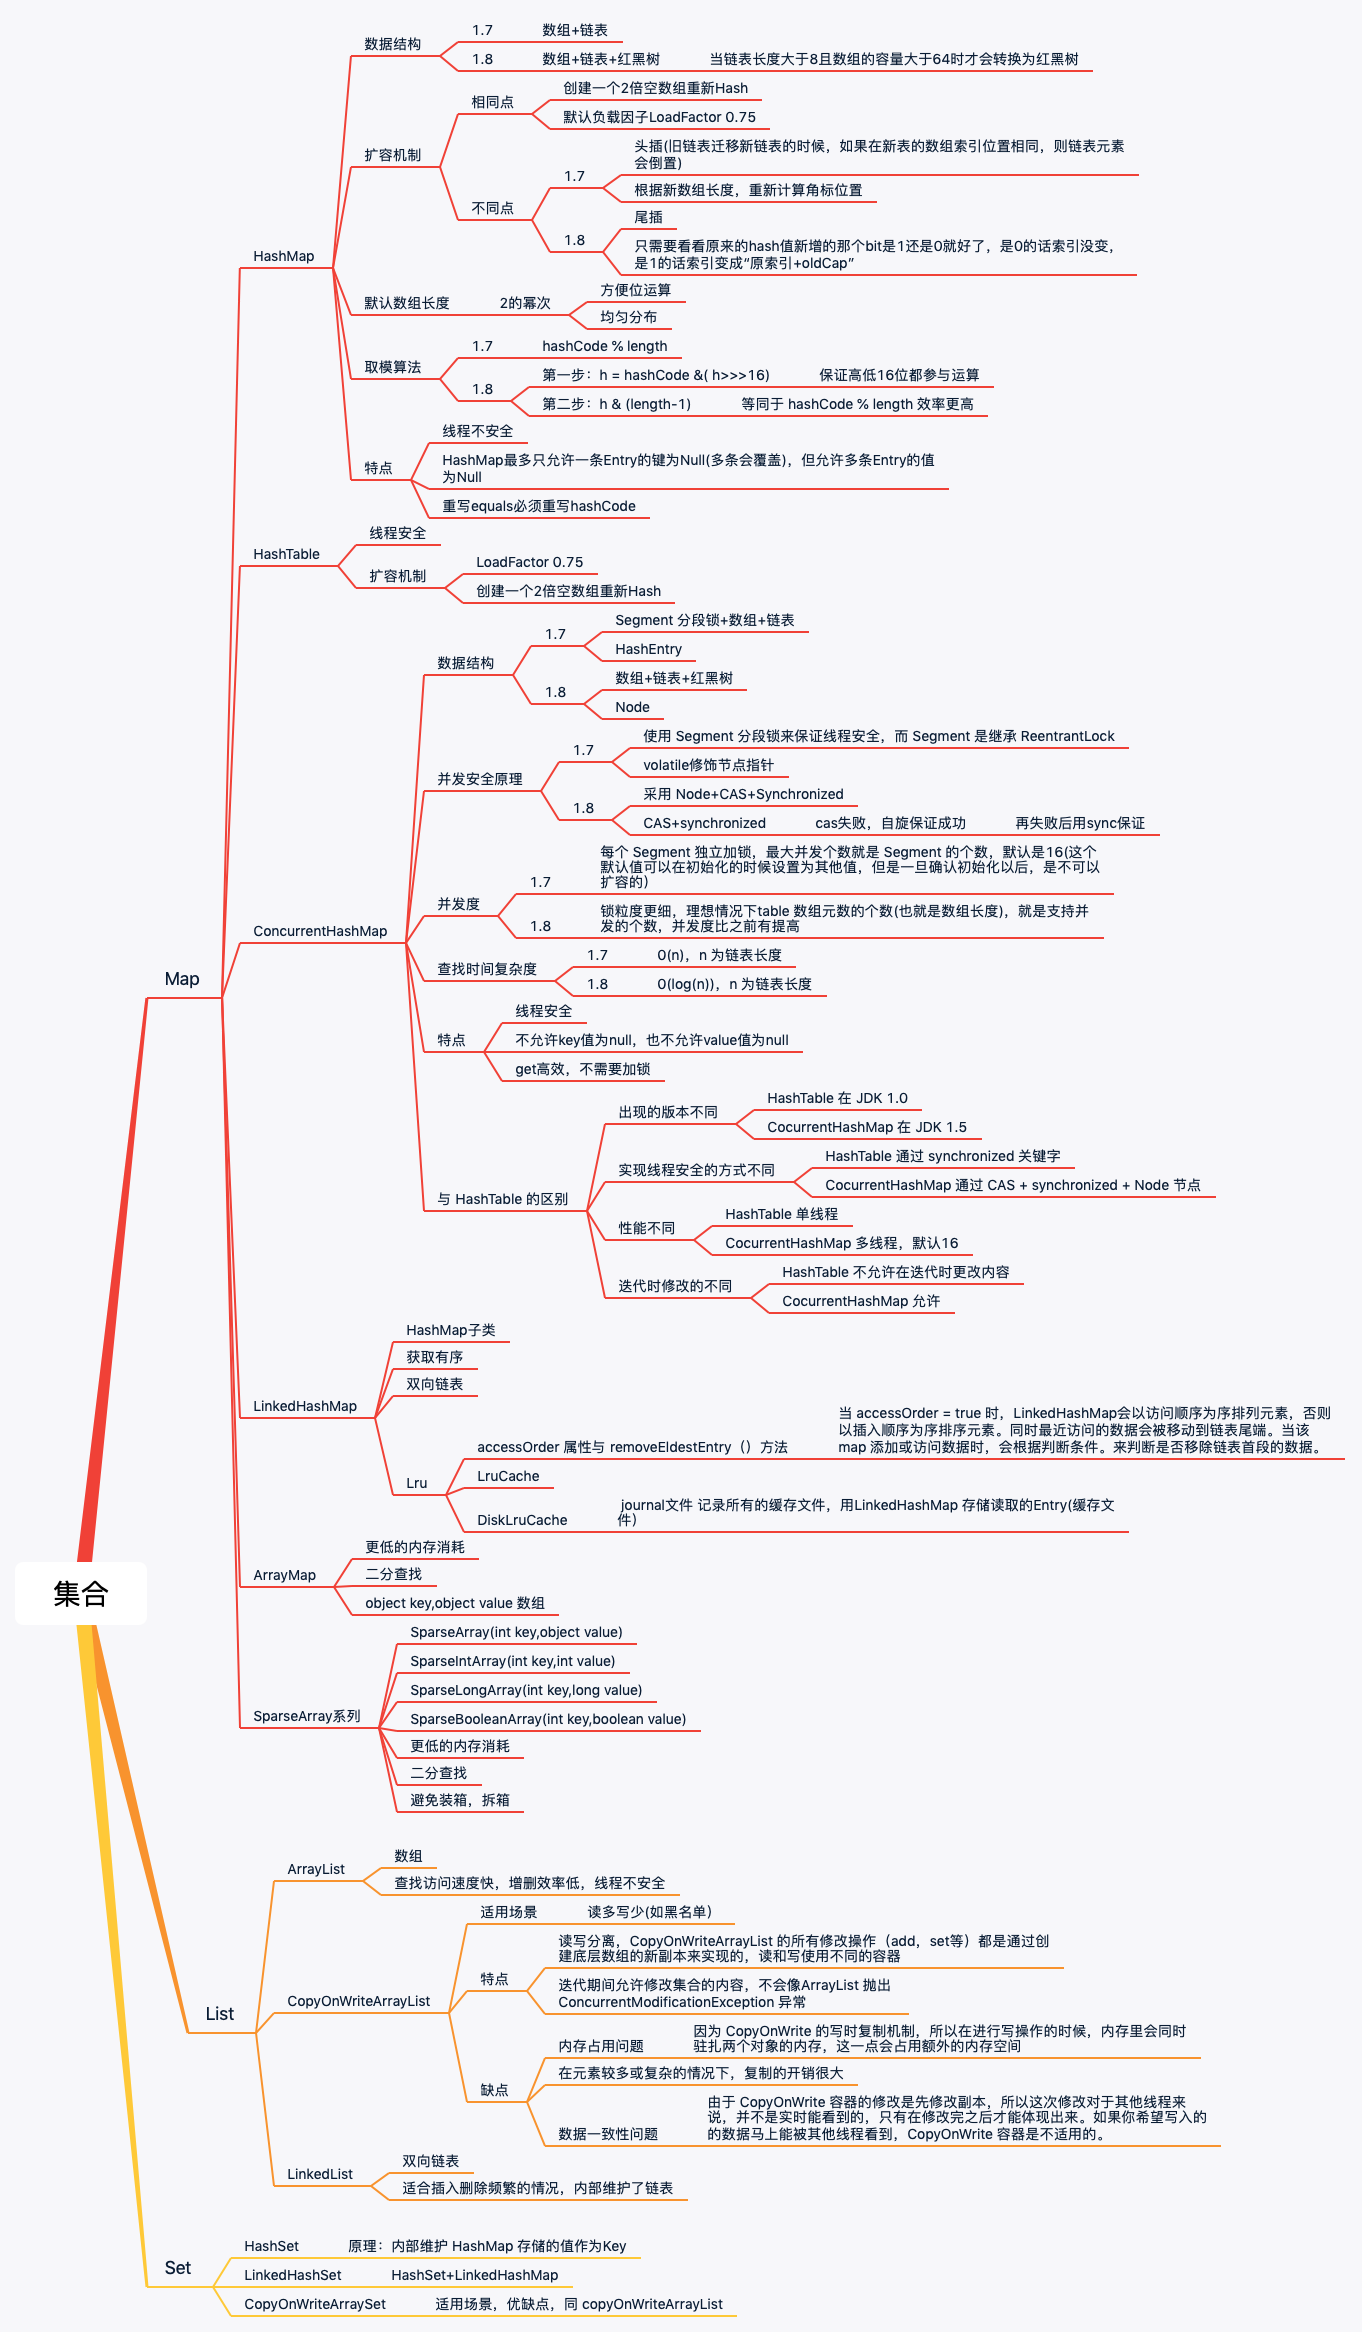 集合
Map
HashMap
数据结构
1.7
数组+链表
1.8
数组+链表+红黑树
当链表长度大于8且数组的容量大于64时才会转换为红黑树
扩容机制
相同点
创建一个2倍空数组重新Hash
默认负载因子LoadFactor 0.75
不同点
1.7
头插(旧链表迁移新链表的时候，如果在新表的数组索引位置相同，则链表元素
会倒置)
根据新数组长度，重新计算角标位置
1.8
尾插
只需要看看原来的hash值新增的那个bit是1还是0就好了，是0的话索引没变，
是1的话索引变成“原索引+oldCap”
默认数组长度
2的幂次
方便位运算
均匀分布
取模算法
1.7
hashCode % length
1.8
第一步：h = hashCode &( h>>>16)
保证高低16位都参与运算
第二步：h & (length-1)
等同于 hashCode % length 效率更高
特点
线程不安全
HashMap最多只允许一条Entry的键为Null(多条会覆盖)，但允许多条Entry的值
为Null
重写equals必须重写hashCode
HashTable
线程安全
扩容机制
LoadFactor 0.75
创建一个2倍空数组重新Hash
ConcurrentHashMap
数据结构
1.7
Segment 分段锁+数组+链表
HashEntry
1.8
数组+链表+红黑树
Node
并发安全原理
1.7
使用 Segment 分段锁来保证线程安全，而 Segment 是继承 ReentrantLock
volatile修饰节点指针
1.8
采用 Node+CAS+Synchronized
CAS+synchronized
cas失败，自旋保证成功
再失败后用sync保证
并发度
1.7
每个 Segment 独立加锁，最大并发个数就是 Segment 的个数，默认是16(这个
默认值可以在初始化的时候设置为其他值，但是一旦确认初始化以后，是不可以
扩容的)
1.8
锁粒度更细，理想情况下table 数组元数的个数(也就是数组长度)，就是支持并
发的个数，并发度比之前有提高
查找时间复杂度
1.7
0(n)，n 为链表长度
1.8
0(log(n))，n 为链表长度
特点
线程安全
不允许key值为null，也不允许value值为null
get高效，不需要加锁
与 HashTable 的区别
出现的版本不同
HashTable 在 JDK 1.0
CocurrentHashMap 在 JDK 1.5
实现线程安全的方式不同
HashTable 通过 synchronized 关键字
CocurrentHashMap 通过 CAS + synchronized + Node 节点
性能不同
HashTable 单线程
CocurrentHashMap 多线程，默认16
迭代时修改的不同
HashTable 不允许在迭代时更改内容
CocurrentHashMap 允许
LinkedHashMap
HashMap子类
获取有序
双向链表
Lru
accessOrder 属性与 removeEldestEntry（）方法
当 accessOrder = true 时，LinkedHashMap会以访问顺序为序排列元素，否则
以插入顺序为序排序元素。同时最近访问的数据会被移动到链表尾端。当该
map 添加或访问数据时，会根据判断条件。来判断是否移除链表首段的数据。
LruCache
DiskLruCache
journal文件 记录所有的缓存文件，用LinkedHashMap 存储读取的Entry(缓存文
件)
ArrayMap
更低的内存消耗
二分查找
object key,object value 数组
SparseArray系列
SparseArray(int key,object value)
SparseIntArray(int key,int value)
SparseLongArray(int key,long value)
SparseBooleanArray(int key,boolean value)
更低的内存消耗
二分查找
避免装箱，拆箱
List
ArrayList
数组
查找访问速度快，增删效率低，线程不安全
CopyOnWriteArrayList
适用场景
读多写少(如黑名单)
特点
读写分离，CopyOnWriteArrayList 的所有修改操作（add，set等）都是通过创
建底层数组的新副本来实现的，读和写使用不同的容器
迭代期间允许修改集合的内容，不会像ArrayList 抛出
ConcurrentModificationException 异常
缺点
内存占用问题
因为 CopyOnWrite 的写时复制机制，所以在进行写操作的时候，内存里会同时
驻扎两个对象的内存，这一点会占用额外的内存空间
在元素较多或复杂的情况下，复制的开销很大
数据一致性问题
由于 CopyOnWrite 容器的修改是先修改副本，所以这次修改对于其他线程来
说，并不是实时能看到的，只有在修改完之后才能体现出来。如果你希望写入的
的数据马上能被其他线程看到，CopyOnWrite 容器是不适用的。
LinkedList
双向链表
适合插入删除频繁的情况，内部维护了链表
Set
HashSet
原理：内部维护 HashMap 存储的值作为Key
LinkedHashSet
HashSet+LinkedHashMap
CopyOnWriteArraySet
适用场景，优缺点，同 copyOnWriteArrayList